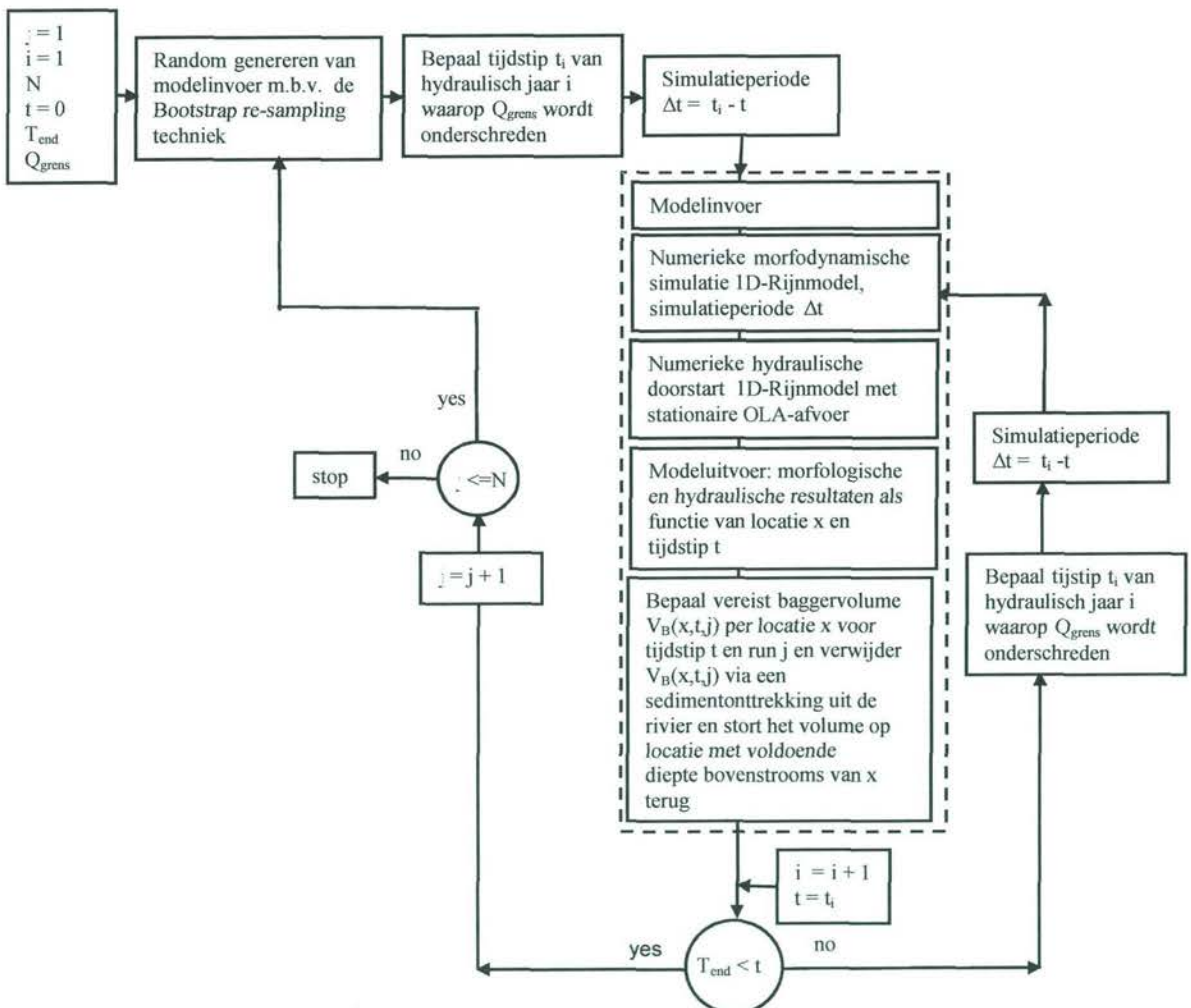 j = 1
i = 1
N
t = 0
T_end
Q_grens
Random genereren van
modelinvoer m.b.v. de
Bootstrap re-sampling
techniek
Bepaal tijdstip t_i van
hydraulisch jaar i
waarop Q_grens wordt
onderschreden
Simulatieperiode
Δt = t_i - t
Modelinvoer
Numerieke morfodynamische
simulatie 1D-Rijnmodel,
simulatieperiode Δt
Numerieke hydraulische
doorstart 1D-Rijnmodel met
stationaire OLA-afvoer
Modeluitvoer: morfologische
en hydraulische resultaten als
functie van locatie x en
tijdstip t
Bepaal vereist baggervolume
V_B(x,t,j) per locatie x voor
tijdstip t en run j en verwijder
V_B(x,t,j) via een
sedimentonttrekking uit de
rivier en stort het volume op
locatie met voldoende
diepte bovenstrooms van x
terug
i = i + 1
t = t_i
T_end < t
yes
no
Bepaal tijstip t_i van
hydraulisch jaar i
waarop Q_grens wordt
onderschreden
Simulatieperiode
Δt = t_i -t
j = j + 1
j <=N
yes
no
stop